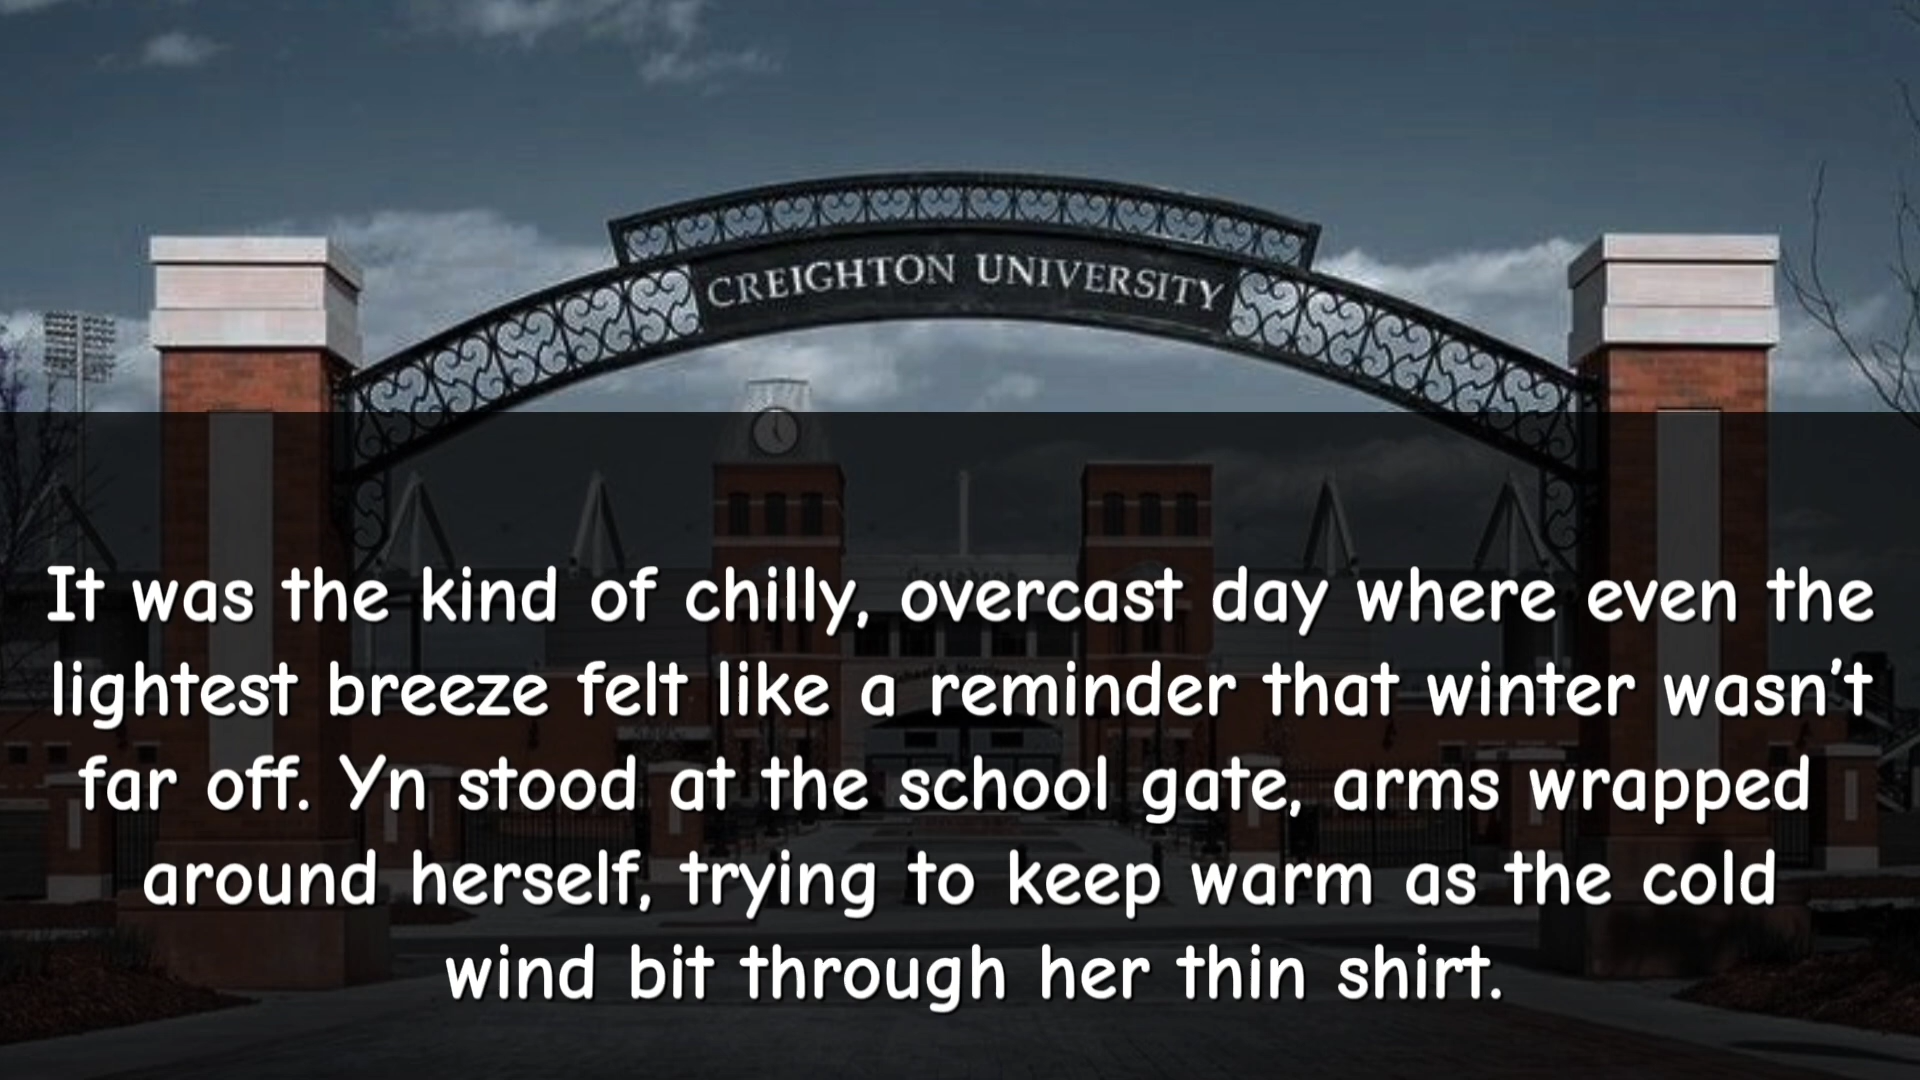 CREIGHTON UNIVERSITY
It was the kind of chilly, overcast day where even the
lightest breeze felt like a reminder that winter wasn't
far off. Yn stood at the school gate, arms wrapped
around herself, trying to keep warm as the cold
wind bit through her thin shirt.